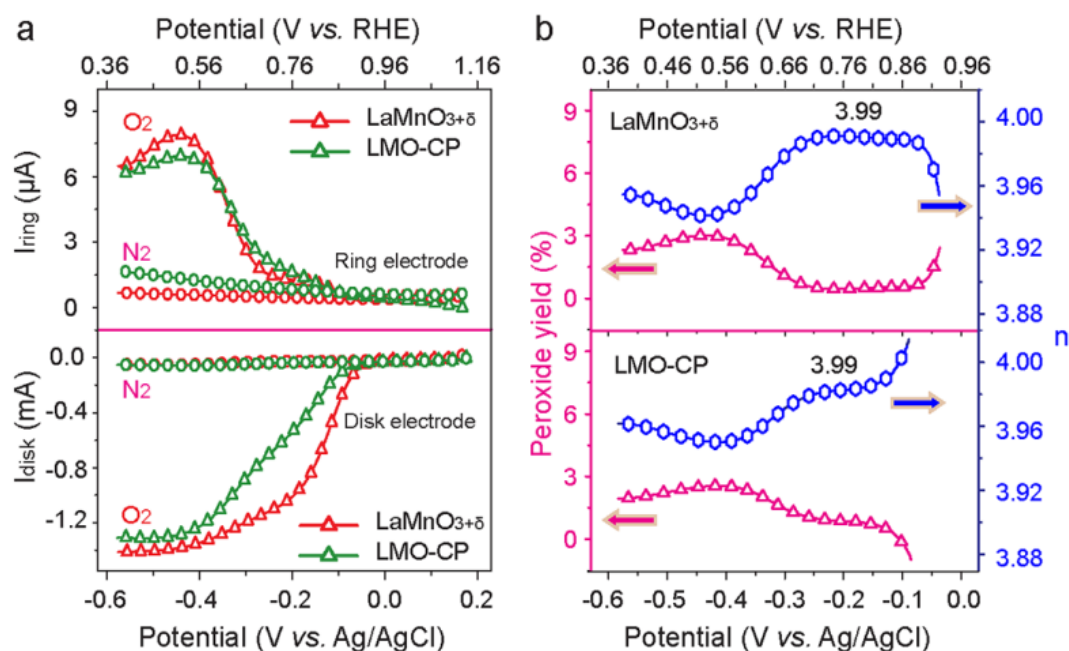 a
Potential (V vs. RHE)
0.36 0.56 0.76 0.96 1.16
9
6
3
0
Iring (µA)
O2
LaMnO3+δ
LMO-CP
N2
Ring electrode
0.0
-0.4
-0.8
-1.2
Idisk (mA)
N2
Disk electrode
O2
LaMnO3+δ
LMO-CP
-0.6 -0.4 -0.2 0.0 0.2
Potential (V vs. Ag/AgCl)
b
Potential (V vs. RHE)
0.36 0.46 0.56 0.66 0.76 0.86 0.96
9
6
3
0
LaMnO3+δ
3.99
4.00
3.96
3.92
3.88
Peroxide yield (%)
n
9
6
3
0
LMO-CP
3.99
4.00
3.96
3.92
3.88
-0.6 -0.5 -0.4 -0.3 -0.2 -0.1 0.0
Potential (V vs. Ag/AgCl)